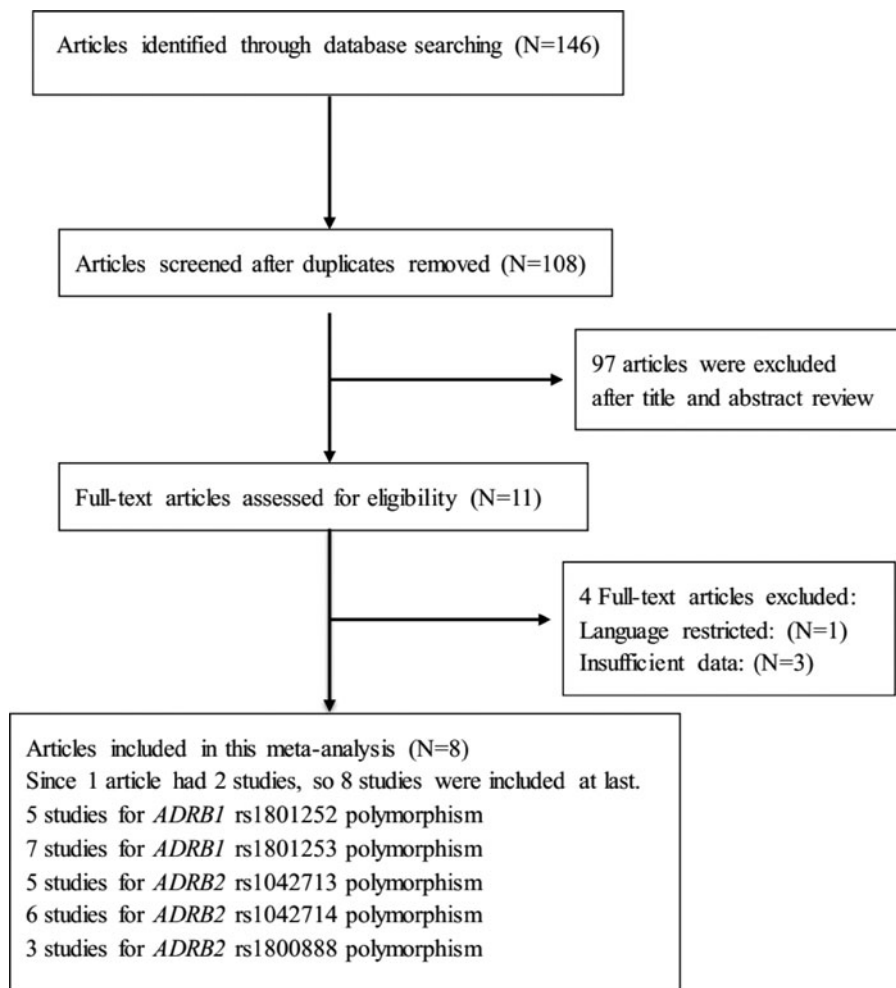 Articles identified through database searching (N=146)
Articles screened after duplicates removed (N=108)
97 articles were excluded
after title and abstract review
Full-text articles assessed for eligibility (N=11)
4 Full-text articles excluded:
Language restricted: (N=1)
Insufficient data: (N=3)
Articles included in this meta-analysis (N=8)
Since 1 article had 2 studies, so 8 studies were included at last.
5 studies for ADRB1 rs1801252 polymorphism
7 studies for ADRB1 rs1801253 polymorphism
5 studies for ADRB2 rs1042713 polymorphism
6 studies for ADRB2 rs1042714 polymorphism
3 studies for ADRB2 rs1800888 polymorphism